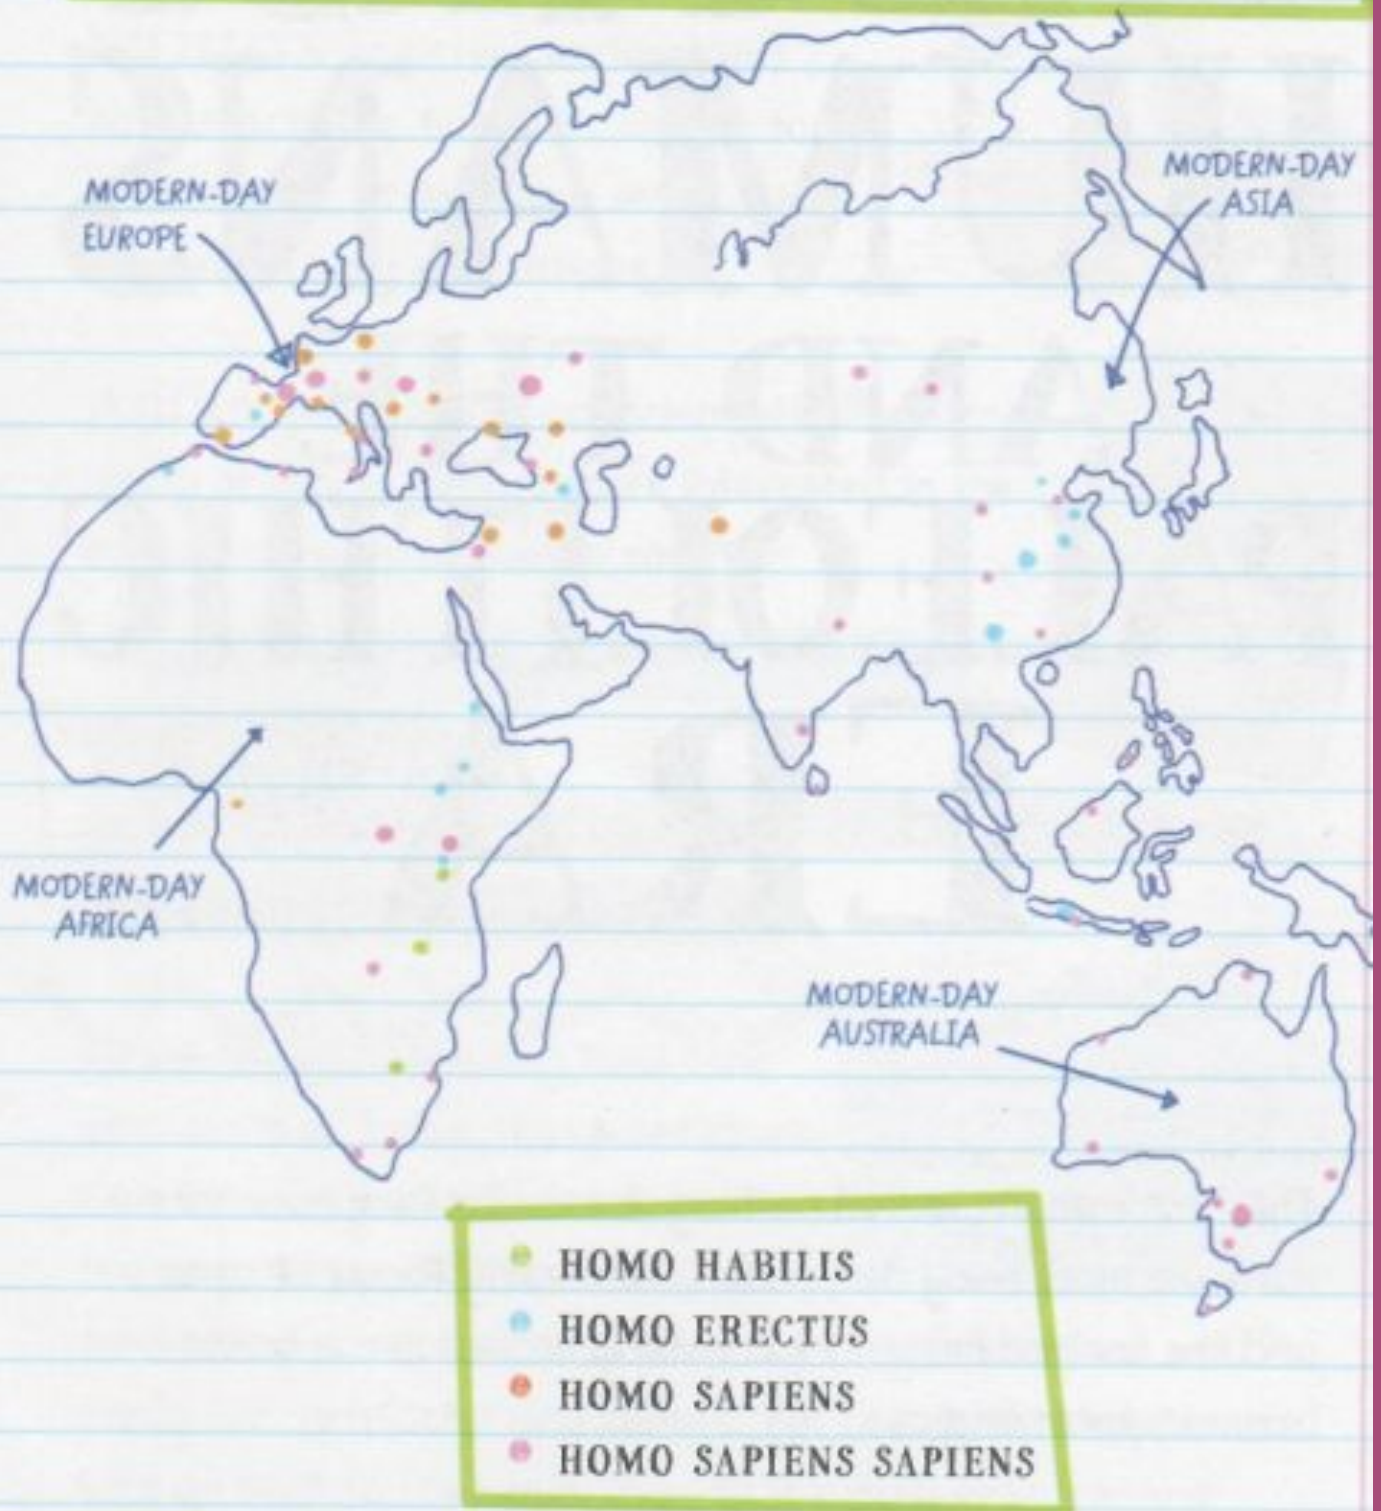 MODERN-DAY
EUROPE
MODERN-DAY
ASIA
MODERN-DAY
AFRICA
MODERN-DAY
AUSTRALIA
HOMO HABILIS
HOMO ERECTUS
HOMO SAPIENS
HOMO SAPIENS SAPIENS